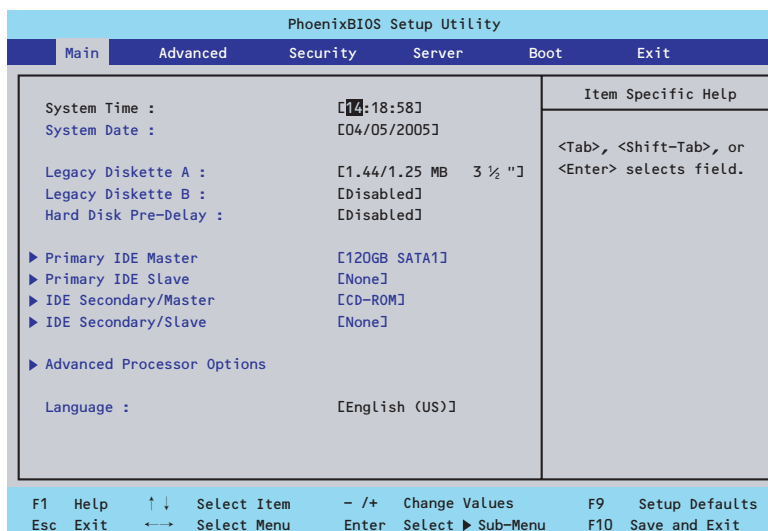 PhoenixBIOS Setup Utility
Main Advanced Security Server Boot Exit
Item Specific Help
System Time : [14:18:58]
System Date : [04/05/2005]
<Tab>, <Shift-Tab>, or
<Enter> selects field.
Legacy Diskette A : [1.44/1.25 MB 3 ½ "]
Legacy Diskette B : [Disabled]
Hard Disk Pre-Delay : [Disabled]
▶ Primary IDE Master [120GB SATA1]
▶ Primary IDE Slave [None]
▶ IDE Secondary/Master [CD-ROM]
▶ IDE Secondary/Slave [None]
▶ Advanced Processor Options
Language : [English (US)]
F1 Help ↑↓ Select Item - /+ Change Values F9 Setup Defaults
Esc Exit ←→ Select Menu Enter Select ▶ Sub-Menu F10 Save and Exit